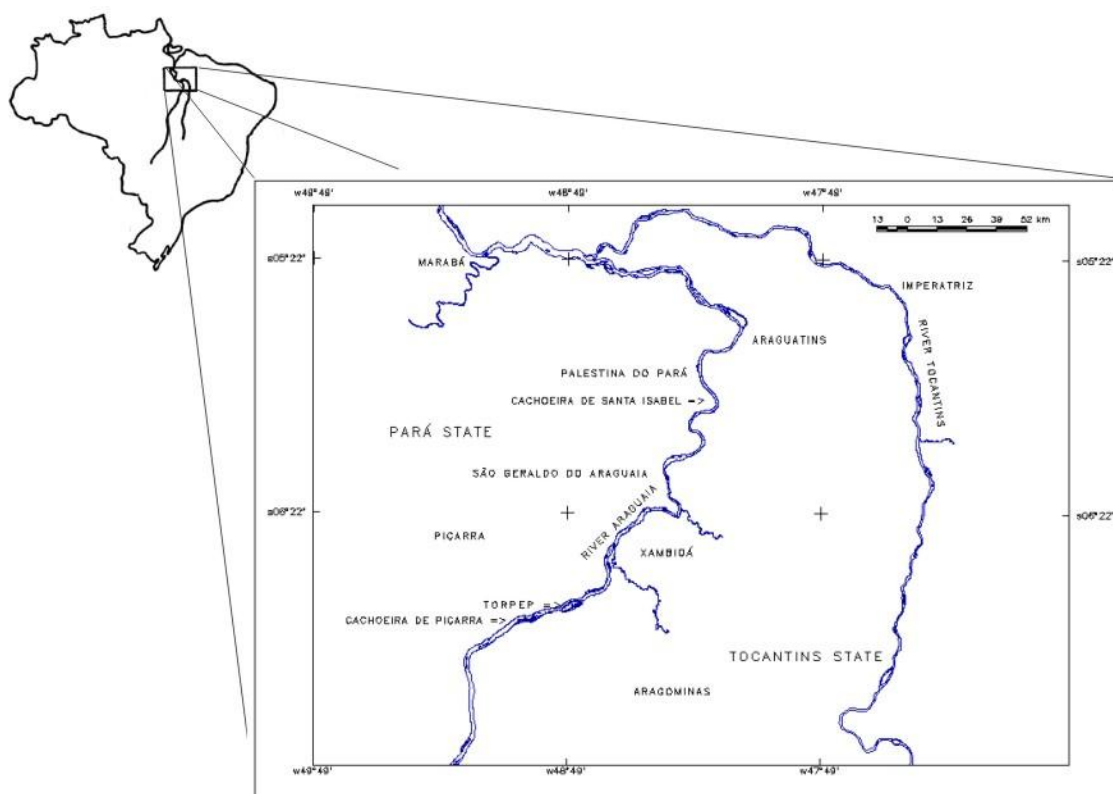 w49°49'
w48°49'
w47°49'
13 0 13 26 39 52 km
MARABÁ
s05°22'
s05°22'
IMPERATRIZ
RIVER TOCANTINS
ARAGUATINS
PALESTINA DO PARÁ
CACHOEIRA DE SANTA ISABEL =>
PARÁ STATE
SÃO GERALDO DO ARAGUAIA
RIVER ARAGUAIA
s06°22'
s06°22'
PIÇARRA
XAMBIOÁ
TORPEP =>
CACHOEIRA DE PIÇARRA =>
TOCANTINS STATE
ARAGOMINAS
w49°49'
w48°49'
w47°49'